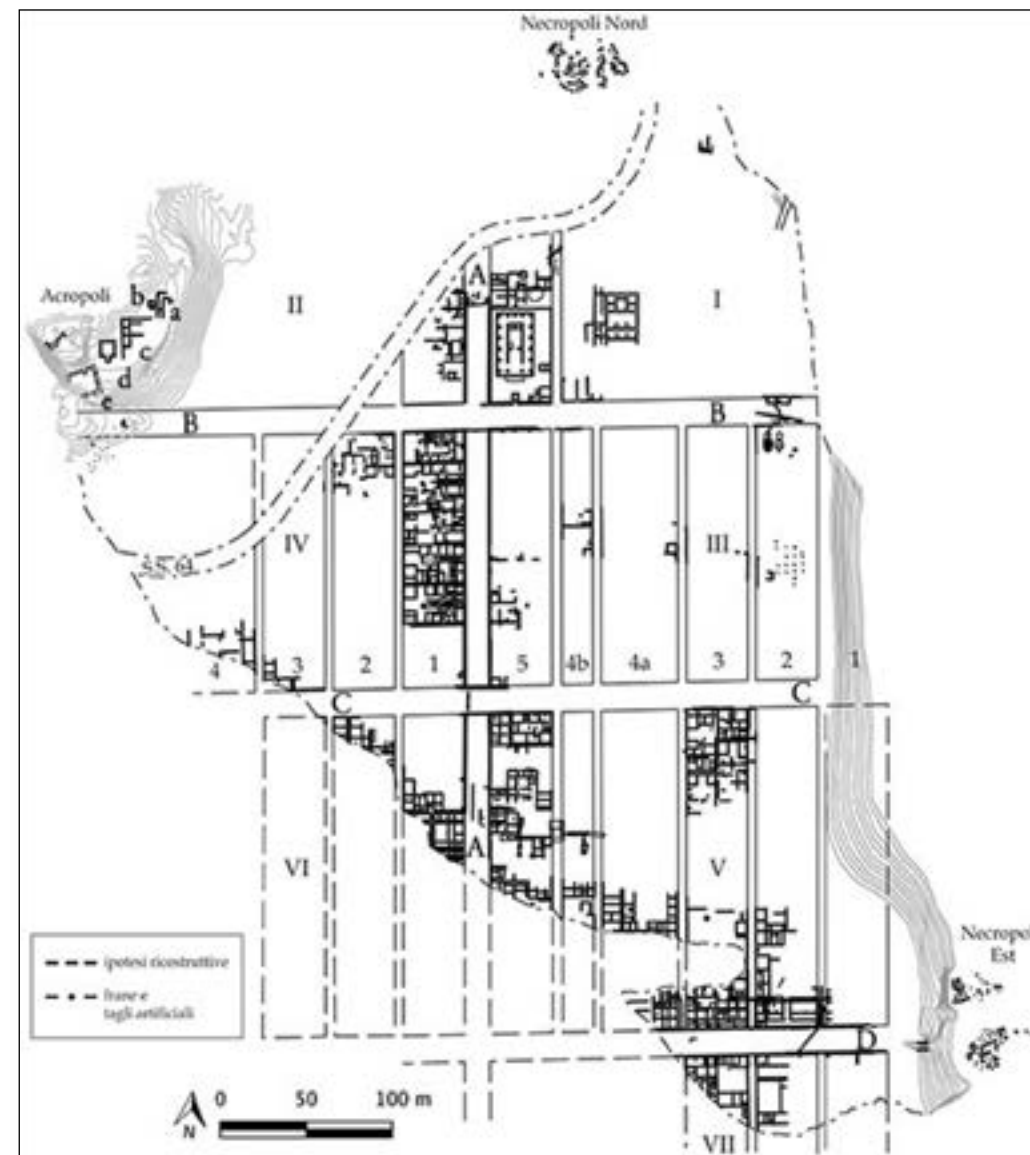 Necropoli Nord
A
II
I
Acropoli
b
a
c
d
e
B
B
IV
III
S.S. 64
4
3
2
1
5
4b
4a
3
2
1
C
C
A
VI
V
Necropoli
Est
ipotesi ricostruttive
frane e
tagli artificiali
D
0
50
100 m
N
VII